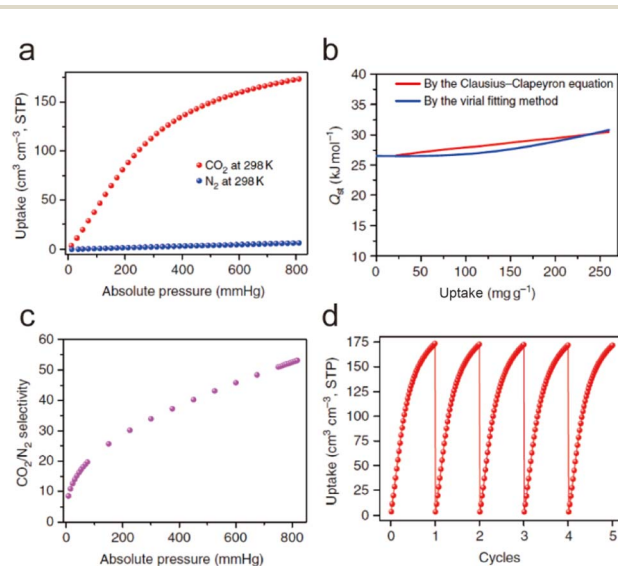 a
Uptake (cm³ cm⁻³, STP)
150
100
50
0
CO₂ at 298 K
N₂ at 298 K
0 200 400 600 800
Absolute pressure (mmHg)
b
Qst (kJ mol⁻¹)
40
35
30
25
20
15
10
By the Clausius–Clapeyron equation
By the virial fitting method
0 50 100 150 200 250
Uptake (mg g⁻¹)
c
CO₂/N₂ selectivity
60
50
40
30
20
10
0
0 200 400 600 800
Absolute pressure (mmHg)
d
Uptake (cm³ cm⁻³, STP)
175
150
125
100
75
50
25
0
0 1 2 3 4 5
Cycles